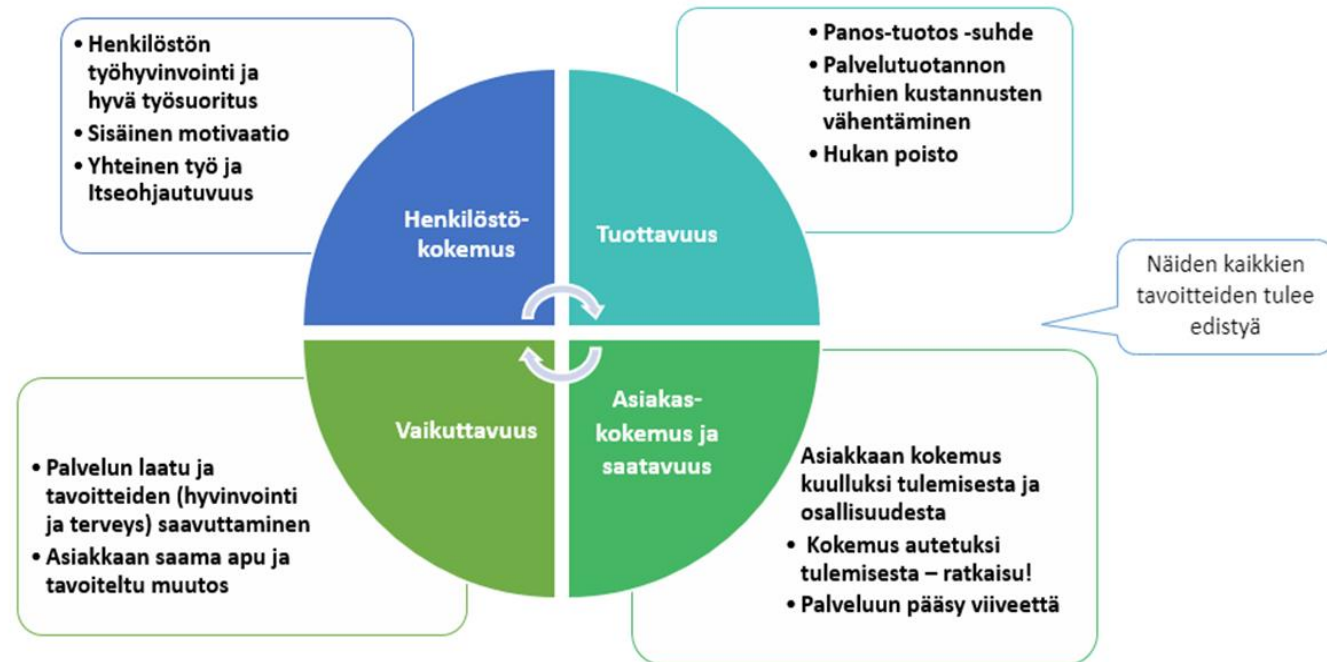 • Henkilöstön
työhyvinvointi ja
hyvä työsuoritus
• Sisäinen motivaatio
• Yhteinen työ ja
Itseohjautuvuus
• Panos-tuotos -suhde
• Palvelutuotannon
turhien kustannusten
vähentäminen
• Hukan poisto
Henkilöstö-
kokemus
Tuottavuus
Näiden kaikkien
tavoitteiden tulee
edistyä
Vaikuttavuus
Asiakas-
kokemus ja
saatavuus
• Palvelun laatu ja
tavoitteiden (hyvinvointi
ja terveys) saavuttaminen
• Asiakkaan saama apu ja
tavoiteltu muutos
Asiakkaan kokemus
kuulluksi tulemisesta ja
osallisuudesta
• Kokemus autetuksi
tulemisesta – ratkaisu!
• Palveluun pääsy viiveettä